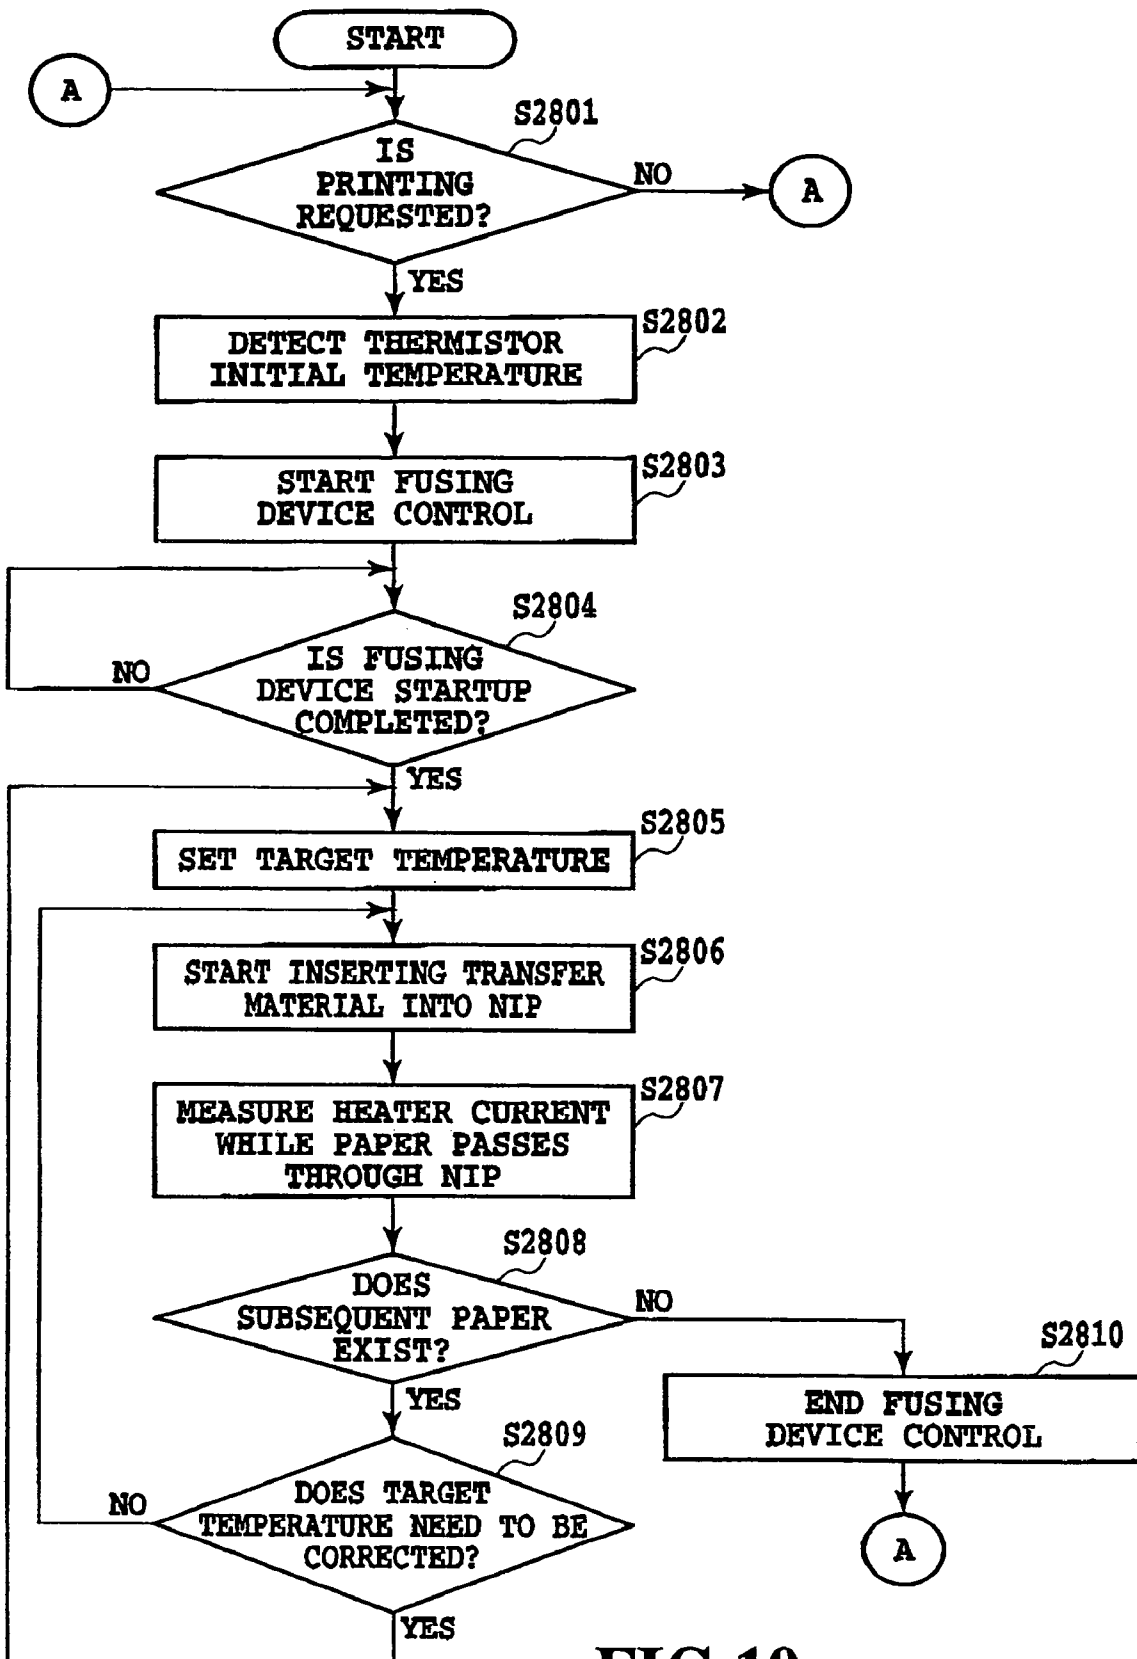 START
A
S2801
IS
PRINTING
REQUESTED?
NO
A
YES
S2802
DETECT THERMISTOR
INITIAL TEMPERATURE
S2803
START FUSING
DEVICE CONTROL
S2804
IS FUSING
DEVICE STARTUP
COMPLETED?
NO
YES
S2805
SET TARGET TEMPERATURE
S2806
START INSERTING TRANSFER
MATERIAL INTO NIP
S2807
MEASURE HEATER CURRENT
WHILE PAPER PASSES
THROUGH NIP
S2808
DOES
SUBSEQUENT PAPER
EXIST?
NO
YES
S2810
END FUSING
DEVICE CONTROL
A
S2809
DOES TARGET
TEMPERATURE NEED TO BE
CORRECTED?
NO
YES